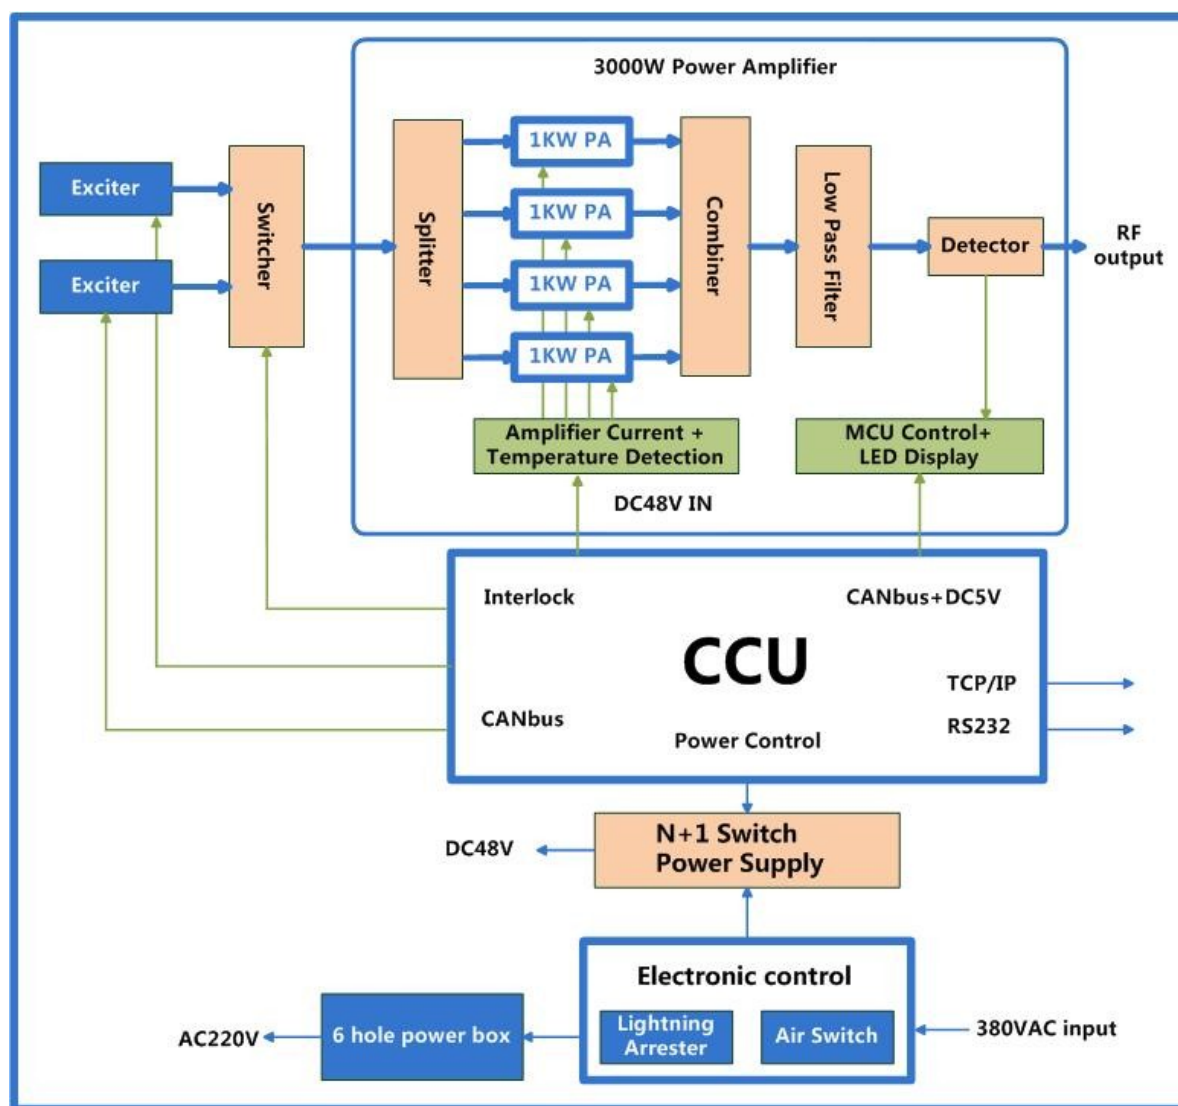 3000W Power Amplifier
1KW PA
Exciter
Switcher
Splitter
1KW PA
Combiner
Low Pass Filter
Detector
RF
output
Exciter
1KW PA
1KW PA
Amplifier Current +
Temperature Detection
MCU Control+
LED Display
DC48V IN
Interlock
CANbus+DC5V
CCU
TCP/IP
CANbus
RS232
Power Control
N+1 Switch
Power Supply
DC48V
Electronic control
Lightning
Arrester
Air Switch
380VAC input
6 hole power box
AC220V